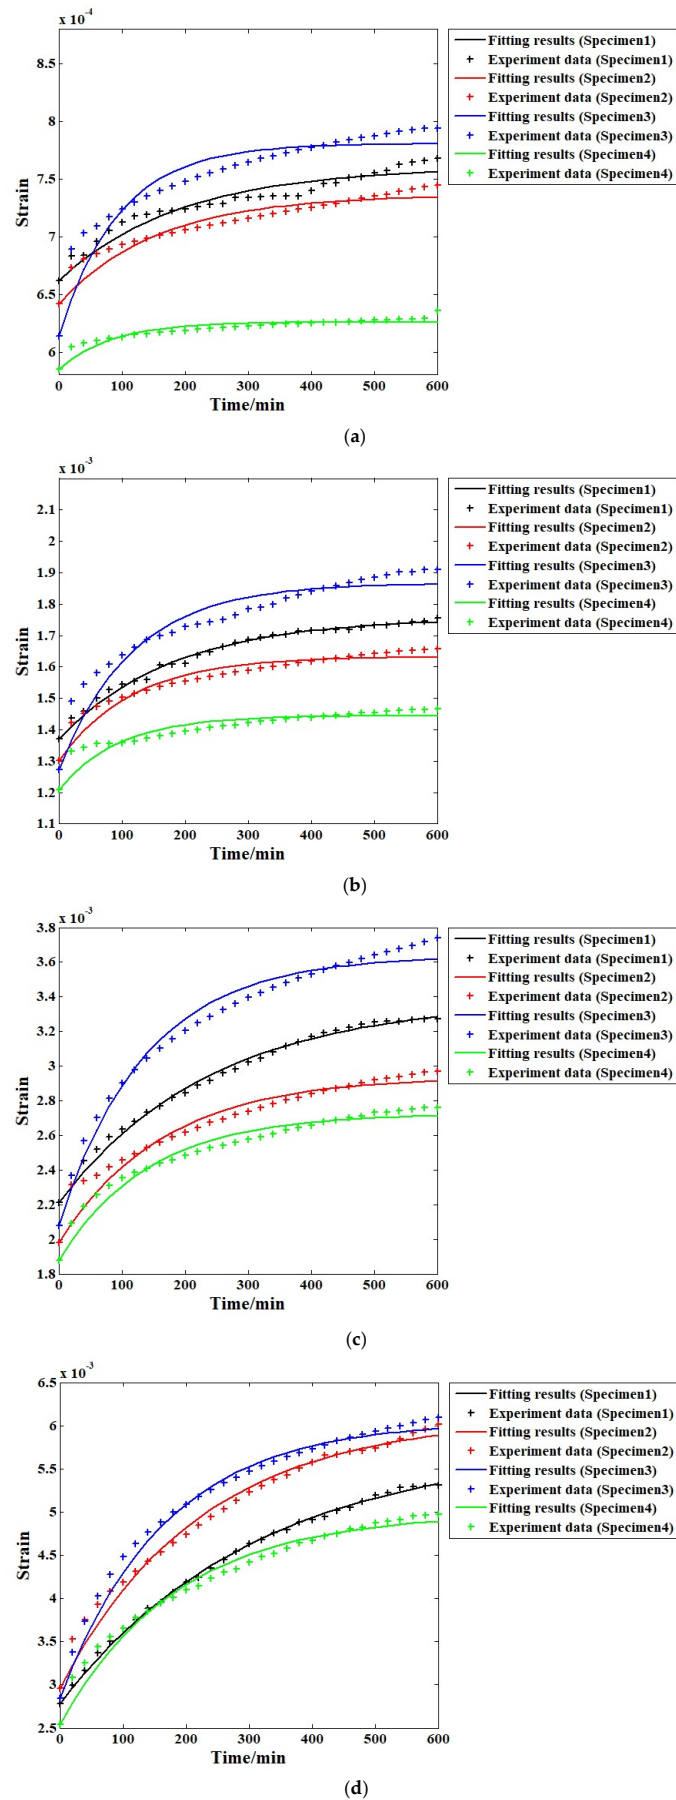 x 10-4
8.5
8
7.5
7
6.5
6
Strain
0 100 200 300 400 500 600
Time/min
Fitting results (Specimen1)
Experiment data (Specimen1)
Fitting results (Specimen2)
Experiment data (Specimen2)
Fitting results (Specimen3)
Experiment data (Specimen3)
Fitting results (Specimen4)
Experiment data (Specimen4)
(a)
x 10-3
2.1
2
1.9
1.8
1.7
1.6
1.5
1.4
1.3
1.2
1.1
Strain
0 100 200 300 400 500 600
Time/min
Fitting results (Specimen1)
Experiment data (Specimen1)
Fitting results (Specimen2)
Experiment data (Specimen2)
Fitting results (Specimen3)
Experiment data (Specimen3)
Fitting results (Specimen4)
Experiment data (Specimen4)
(b)
x 10-3
3.8
3.6
3.4
3.2
3
2.8
2.6
2.4
2.2
2
1.8
Strain
0 100 200 300 400 500 600
Time/min
Fitting results (Specimen1)
Experiment data (Specimen1)
Fitting results (Specimen2)
Experiment data (Specimen2)
Fitting results (Specimen3)
Experiment data (Specimen3)
Fitting results (Specimen4)
Experiment data (Specimen4)
(c)
x 10-3
6.5
6
5.5
5
4.5
4
3.5
3
2.5
Strain
0 100 200 300 400 500 600
Time/min
Fitting results (Specimen1)
Experiment data (Specimen1)
Fitting results (Specimen2)
Experiment data (Specimen2)
Fitting results (Specimen3)
Experiment data (Specimen3)
Fitting results (Specimen4)
Experiment data (Specimen4)
(d)